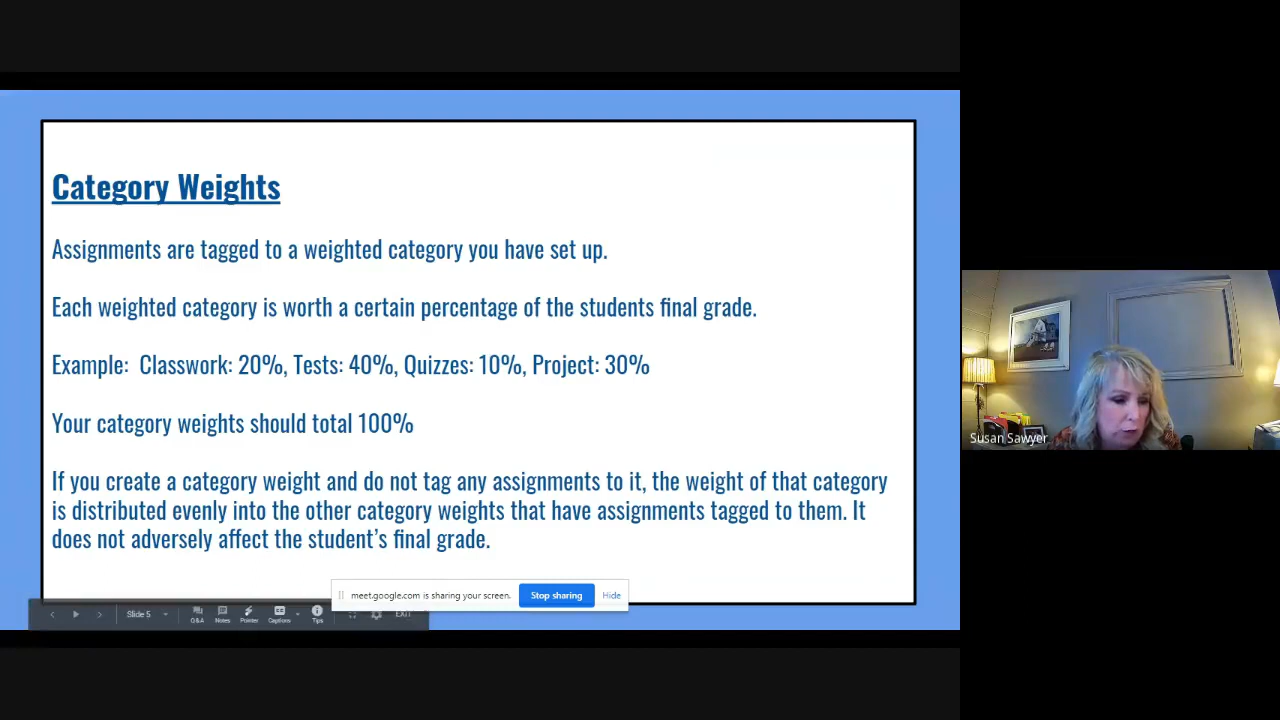 Category Weights
Assignments are tagged to a weighted category you have set up.
Each weighted category is worth a certain percentage of the students final grade.
Example:  Classwork: 20%, Tests: 40%, Quizzes: 10%, Project: 30%
Your category weights should total 100%
If you create a category weight and do not tag any assignments to it, the weight of that category
is distributed evenly into the other category weights that have assignments tagged to them. It
does not adversely affect the student’s final grade.
meet.google.com is sharing your screen.
Stop sharing
Hide
Slide 5
Q&A
Notes
Pointer
Captions
Tips
EXIT
Susan Sawyer